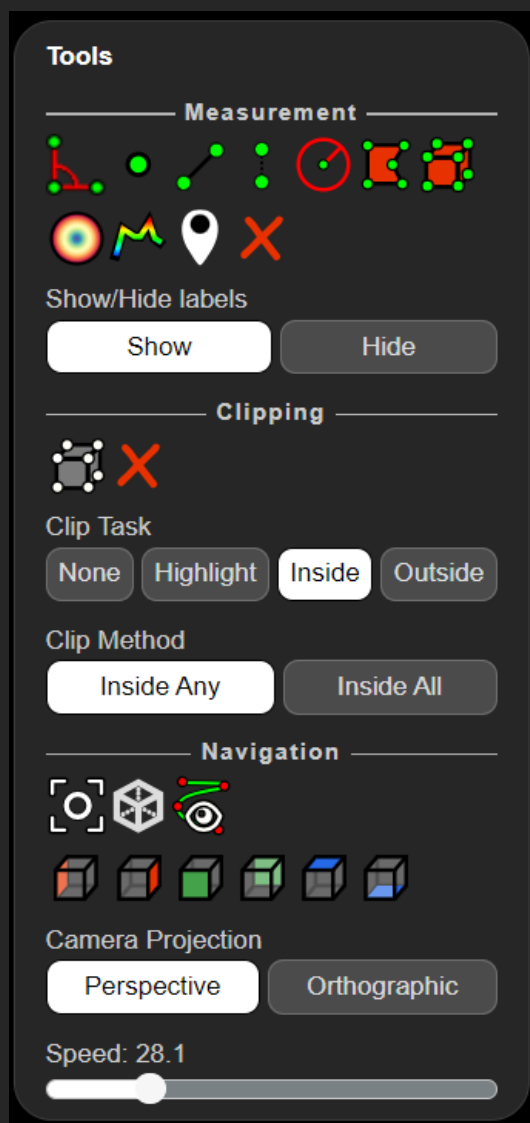 Tools
Measurement
Show/Hide labels
Show Hide
Clipping
Clip Task
None Highlight Inside Outside
Clip Method
Inside Any Inside All
Navigation
Camera Projection
Perspective Orthographic
Speed: 28.1